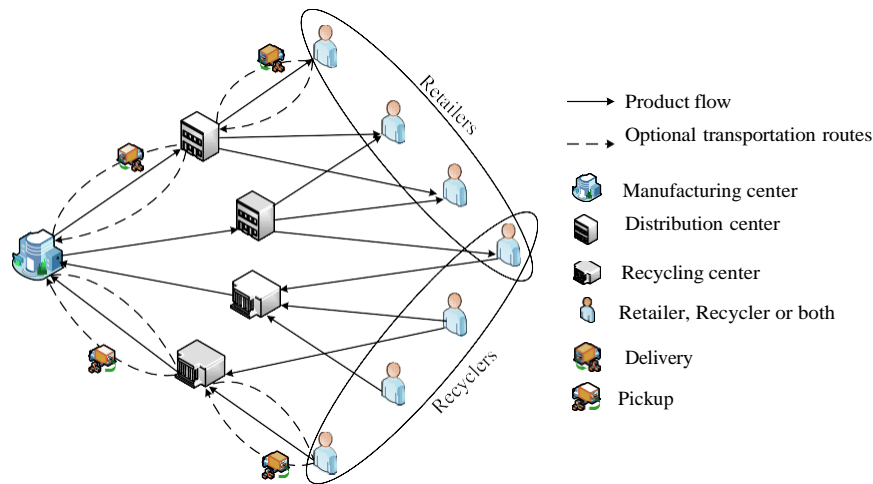 Retailers
Recyclers
Product flow
Optional transportation routes
Manufacturing center
Distribution center
Recycling center
Retailer, Recycler or both
Delivery
Pickup